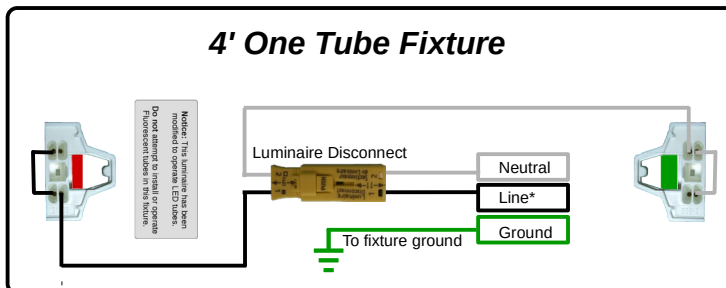 4' One Tube Fixture
Notice: This luminaire has been
modified to operate LED tubes.
Do not attempt to install or operate
Fluorescent tubes in this fixture.
Luminaire Disconnect
Neutral
Line*
Ground
To fixture ground